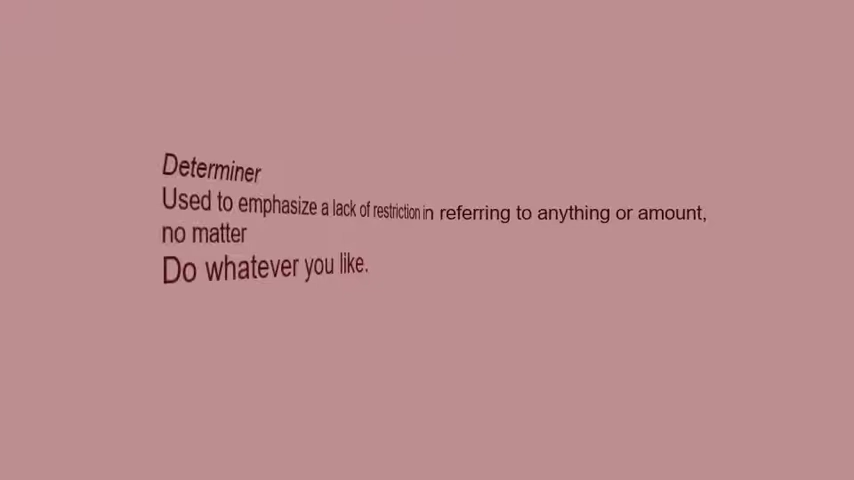 Determiner
Used to emphasize a lack of restriction in referring to anything or amount,
no matter
Do whatever you like.